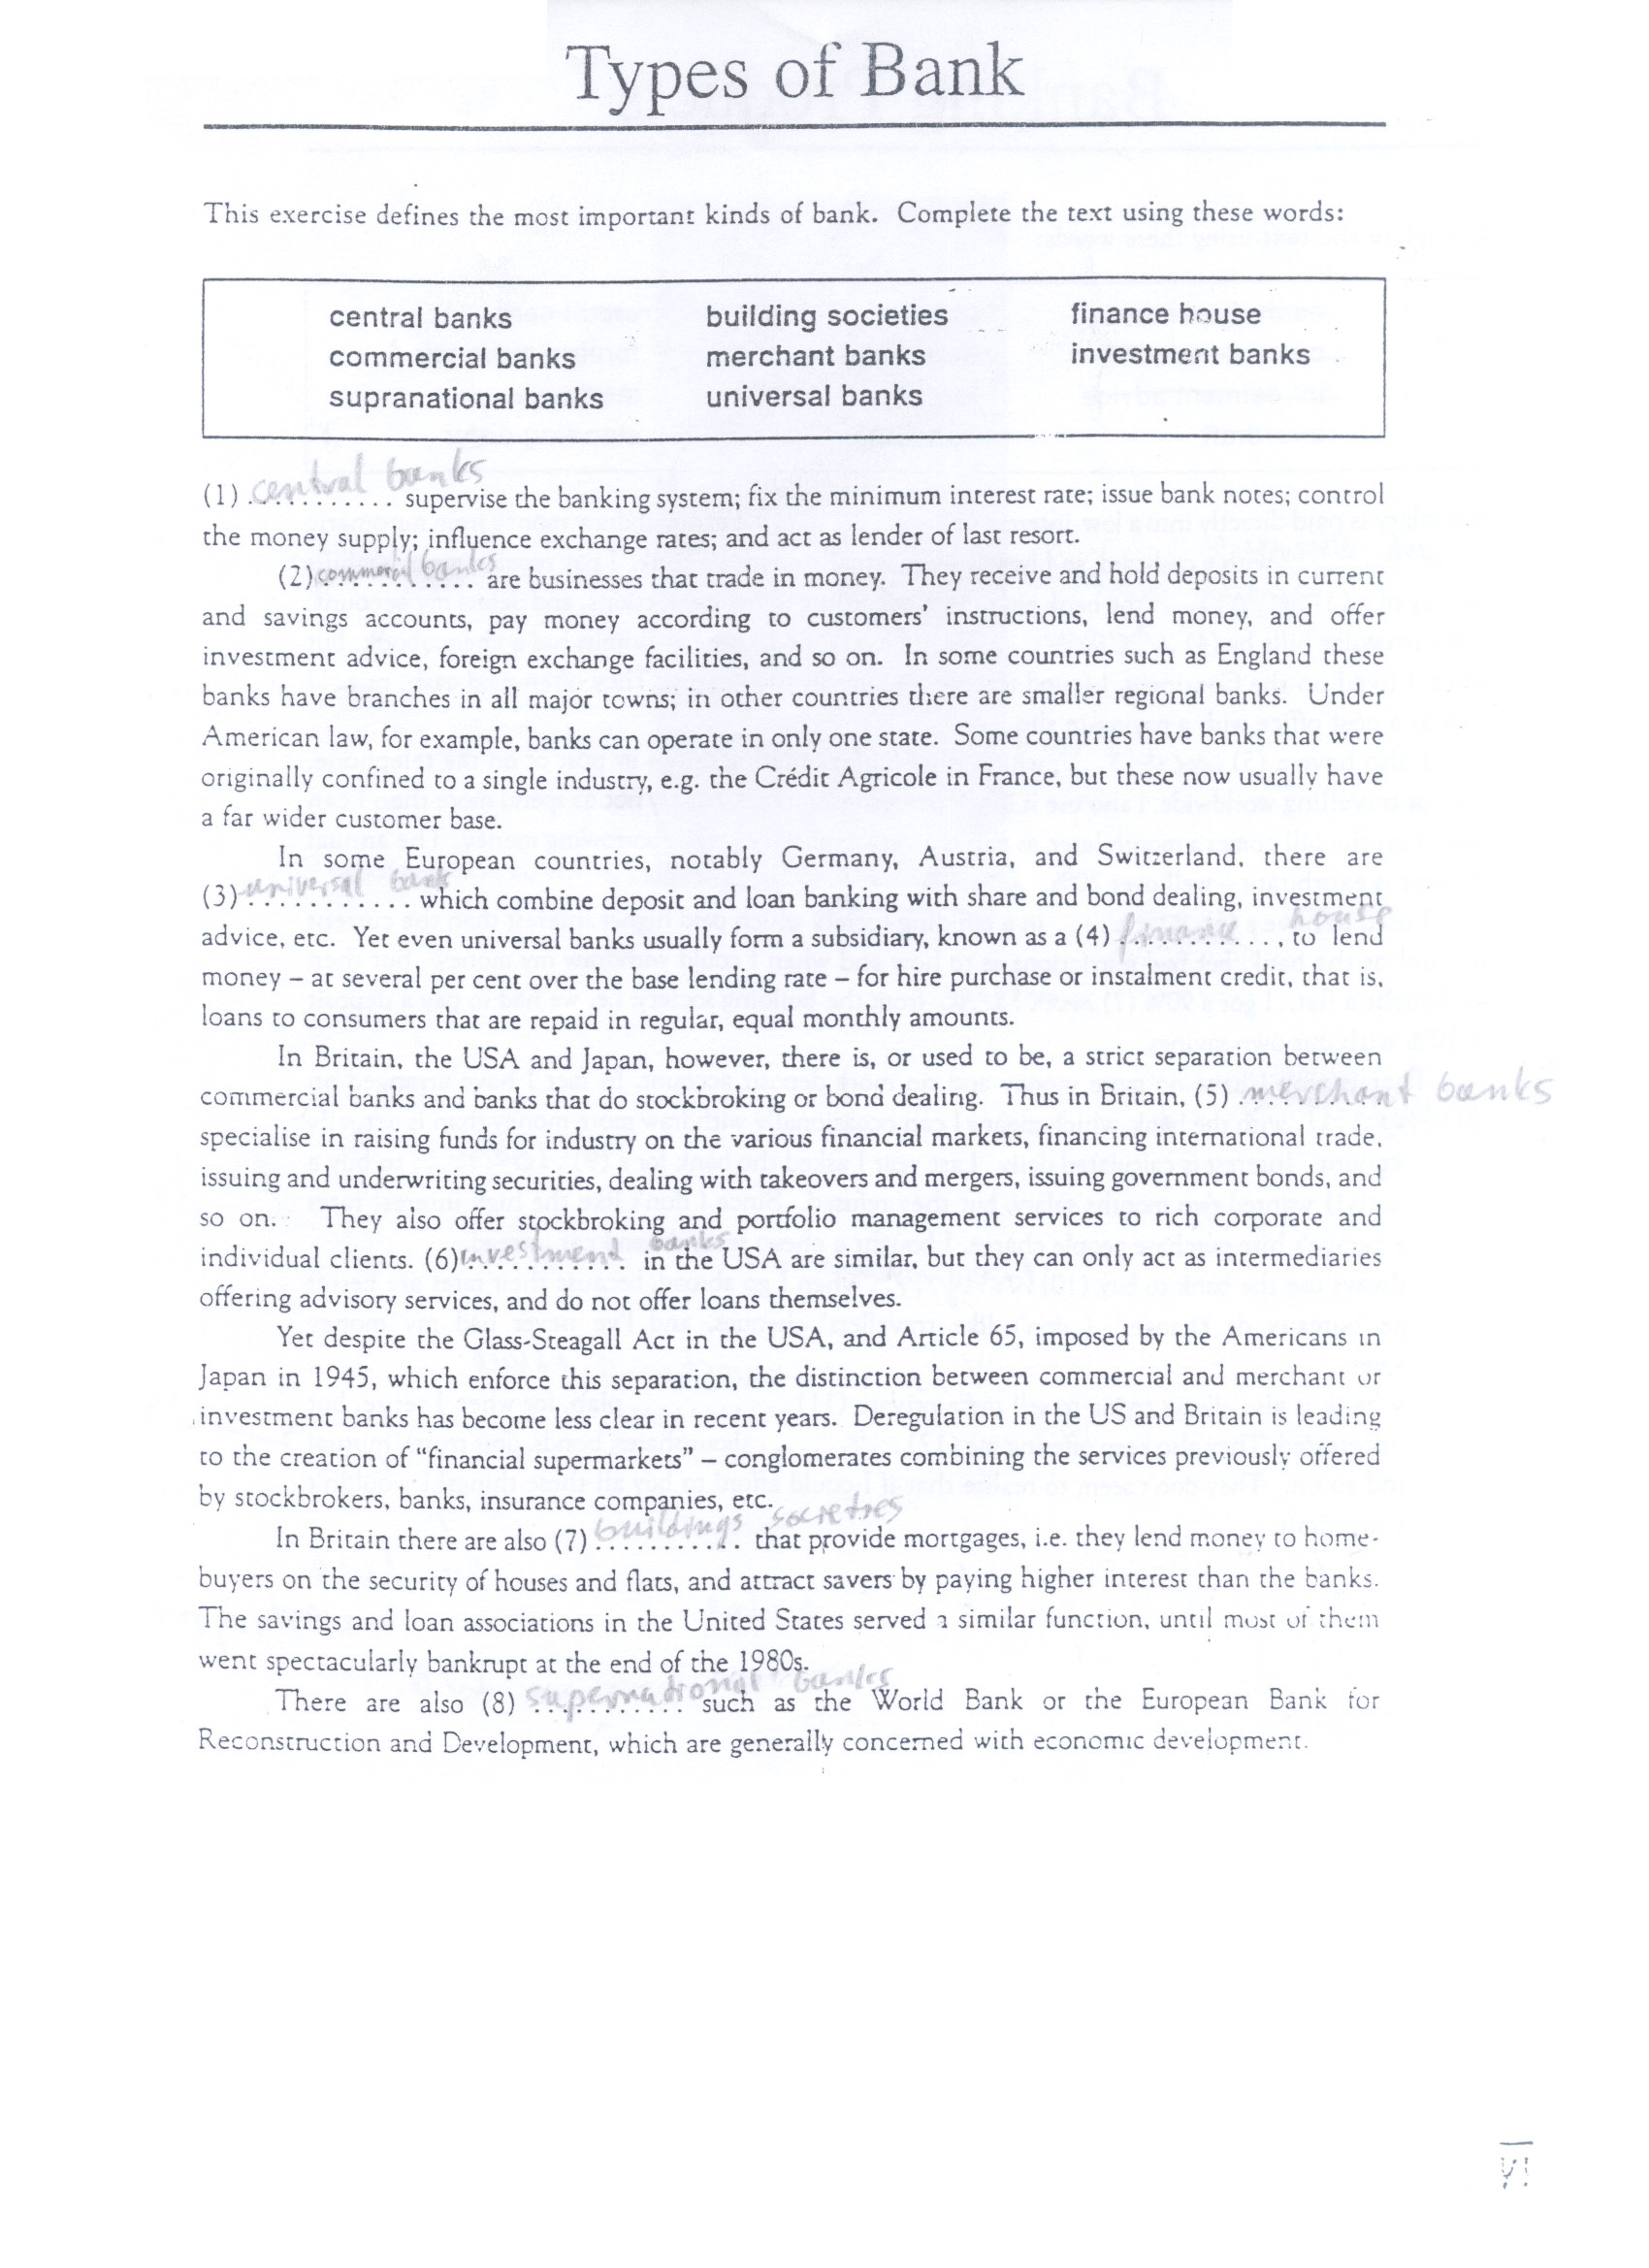 Types of Bank
This exercise defines the most important kinds of bank. Complete the text using these words:
central banks building societies finance house
commercial banks merchant banks investment banks
supranational banks universal banks
(1) central banks supervise the banking system; fix the minimum interest rate; issue bank notes; control
the money supply; influence exchange rates; and act as lender of last resort.
(2) commercial banks are businesses that trade in money. They receive and hold deposits in current
and savings accounts, pay money according to customers' instructions, lend money, and offer
investment advice, foreign exchange facilities, and so on. In some countries such as England these
banks have branches in all major towns; in other countries there are smaller regional banks. Under
American law, for example, banks can operate in only one state. Some countries have banks that were
originally confined to a single industry, e.g. the Crédit Agricole in France, but these now usually have
a far wider customer base.
In some European countries, notably Germany, Austria, and Switzerland, there are
(3) universal bank which combine deposit and loan banking with share and bond dealing, investment
advice, etc. Yet even universal banks usually form a subsidiary, known as a (4) finance house, to lend
money – at several per cent over the base lending rate – for hire purchase or instalment credit, that is,
loans to consumers that are repaid in regular, equal monthly amounts.
In Britain, the USA and Japan, however, there is, or used to be, a strict separation between
commercial banks and banks that do stockbroking or bond dealing. Thus in Britain, (5) merchant banks
specialise in raising funds for industry on the various financial markets, financing international trade,
issuing and underwriting securities, dealing with takeovers and mergers, issuing government bonds, and
so on. They also offer stockbroking and portfolio management services to rich corporate and
individual clients. (6) investment banks in the USA are similar, but they can only act as intermediaries
offering advisory services, and do not offer loans themselves.
Yet despite the Glass-Steagall Act in the USA, and Article 65, imposed by the Americans in
Japan in 1945, which enforce this separation, the distinction between commercial and merchant or
investment banks has become less clear in recent years. Deregulation in the US and Britain is leading
to the creation of “financial supermarkets” – conglomerates combining the services previously offered
by stockbrokers, banks, insurance companies, etc.
In Britain there are also (7) buildings societies that provide mortgages, i.e. they lend money to home-
buyers on the security of houses and flats, and attract savers by paying higher interest than the banks.
The savings and loan associations in the United States served a similar function, until most of them
went spectacularly bankrupt at the end of the 1980s.
There are also (8) supernational banks such as the World Bank or the European Bank for
Reconstruction and Development, which are generally concerned with economic development.